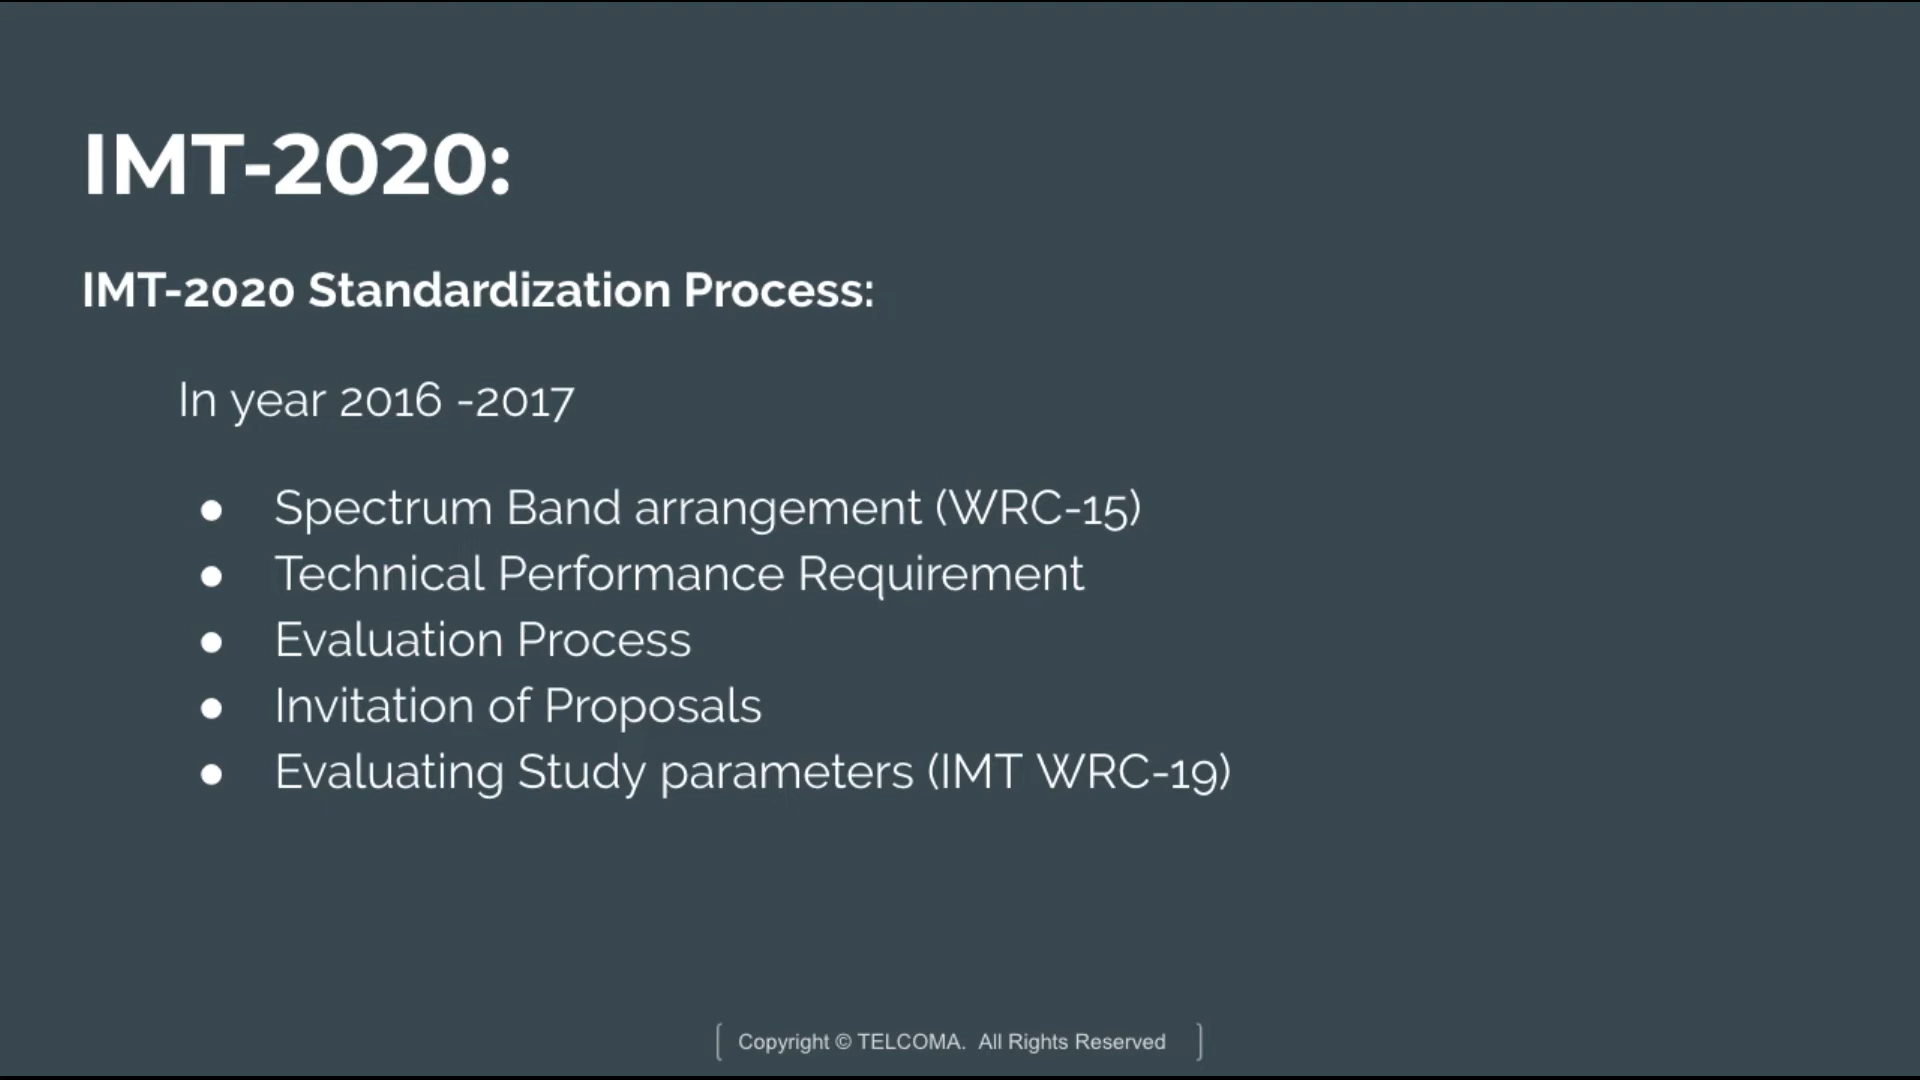 IMT-2020:
IMT-2020 Standardization Process:
In year 2016 -2017
● Spectrum Band arrangement (WRC-15)
● Technical Performance Requirement
● Evaluation Process
● Invitation of Proposals
● Evaluating Study parameters (IMT WRC-19)
[ Copyright © TELCOMA. All Rights Reserved ]